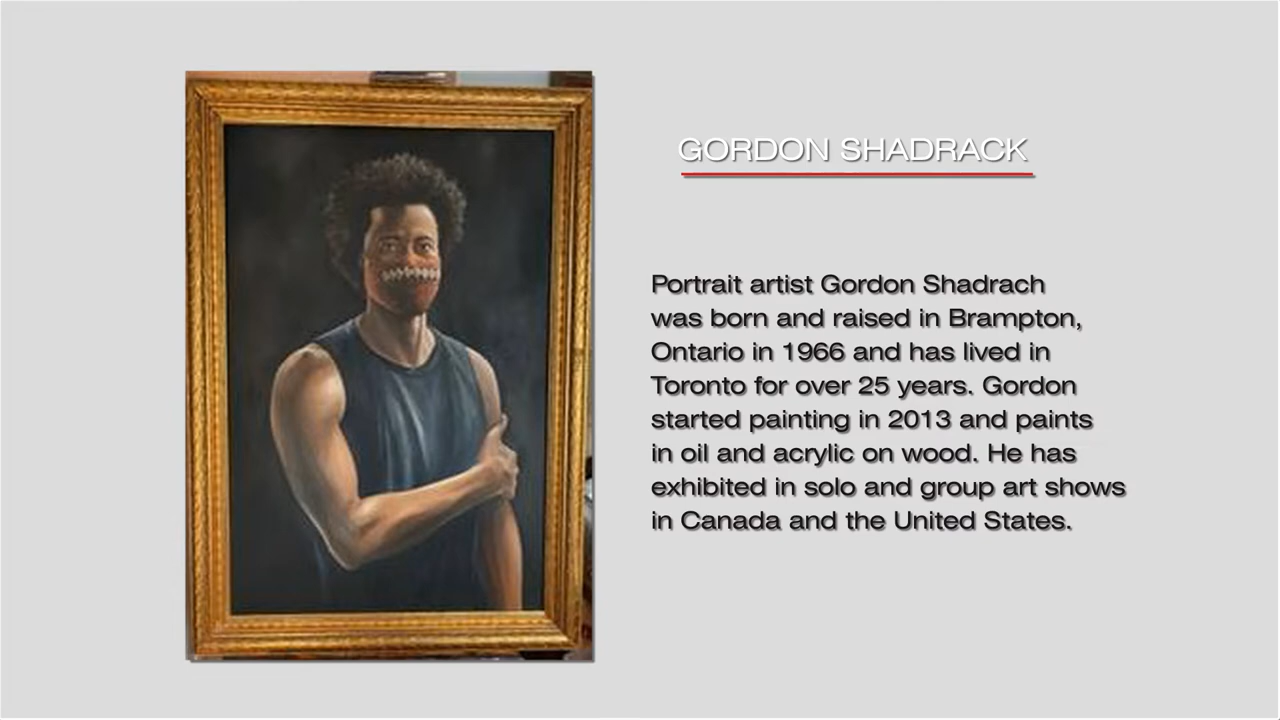 GORDON SHADRACK
Portrait artist Gordon Shadrach
was born and raised in Brampton,
Ontario in 1966 and has lived in
Toronto for over 25 years. Gordon
started painting in 2013 and paints
in oil and acrylic on wood. He has
exhibited in solo and group art shows
in Canada and the United States.